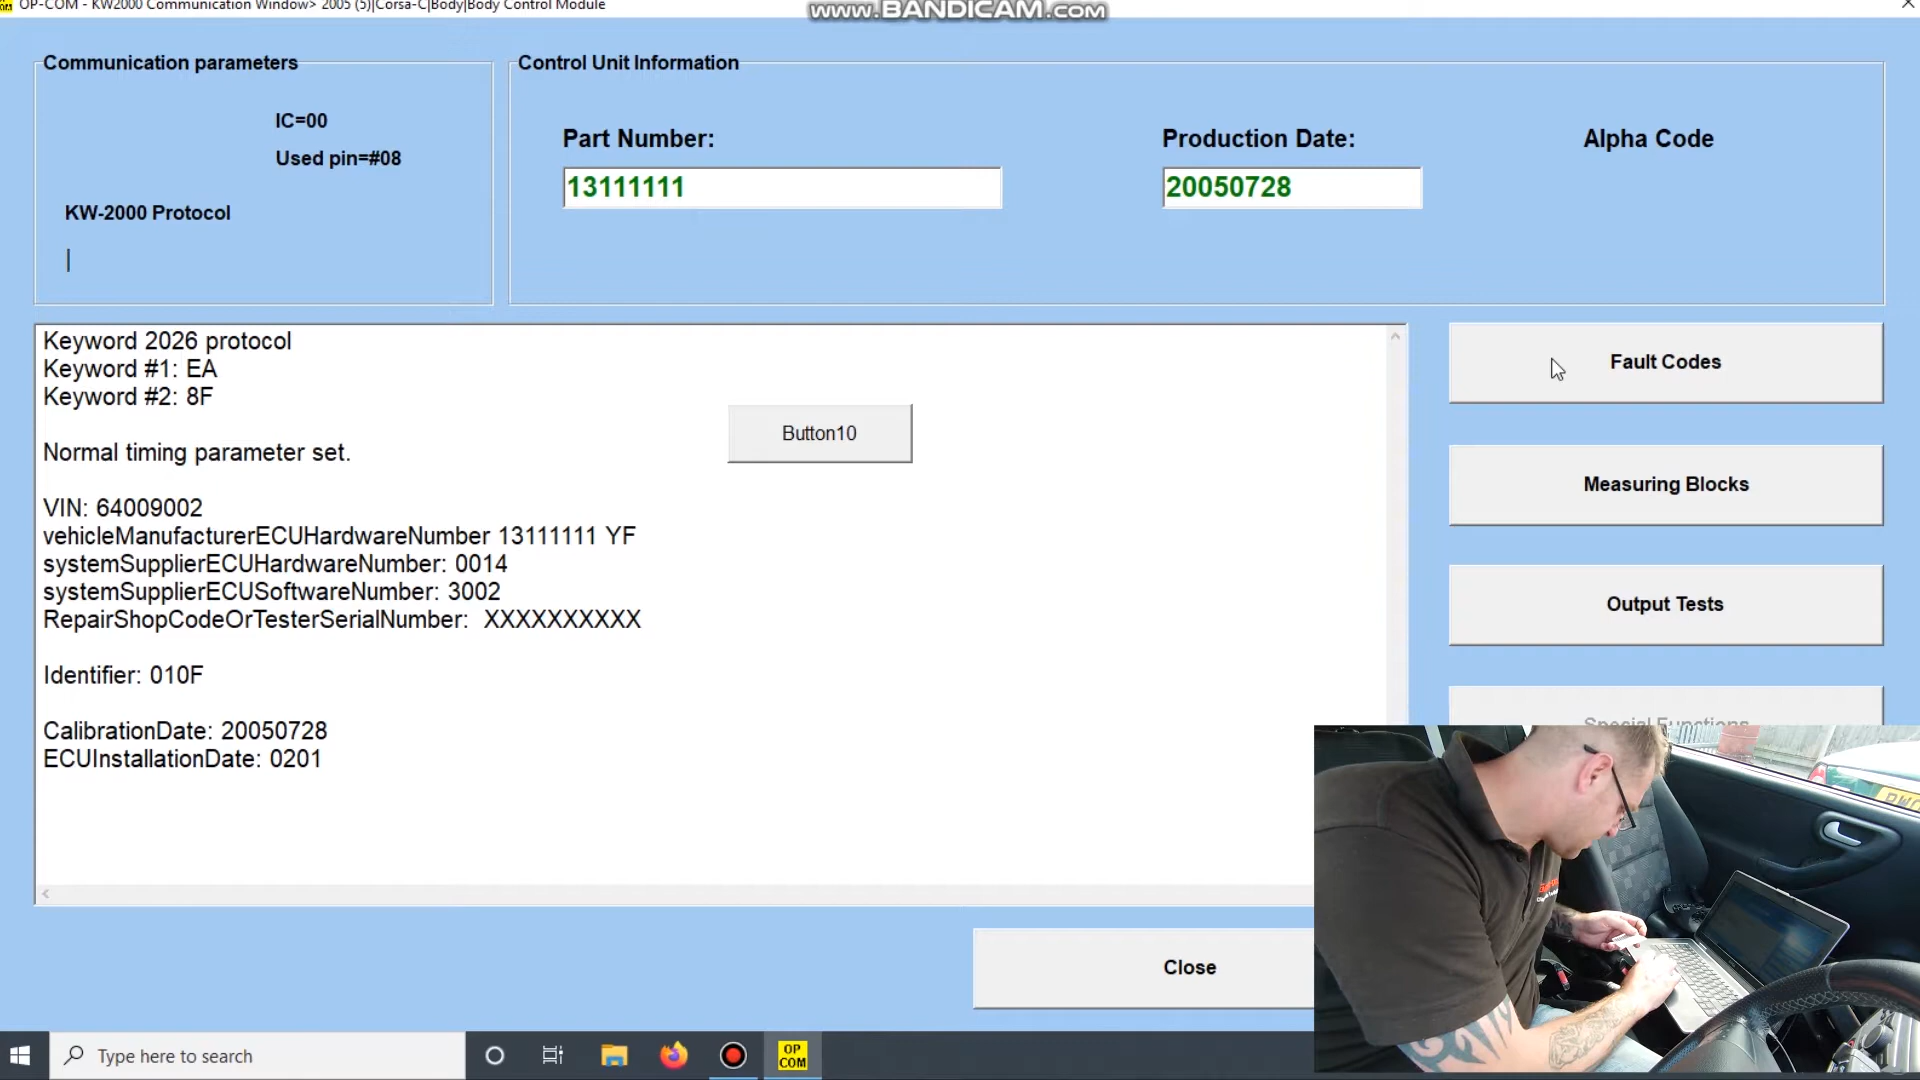 OP-COM - KW2000 Communication Window> 2005 (5)|Corsa-C|Body|Body Control Module
www.BANDICAM.com
Communication parameters
IC=00
Used pin=#08
KW-2000 Protocol
|
Control Unit Information
Part Number:
13111111
Production Date:
20050728
Alpha Code
Keyword 2026 protocol
Keyword #1: EA
Keyword #2: 8F
Normal timing parameter set.
VIN: 64009002
vehicleManufacturerECUHardwareNumber 13111111 YF
systemSupplierECUHardwareNumber: 0014
systemSupplierECUSoftwareNumber: 3002
RepairShopCodeOrTesterSerialNumber:  XXXXXXXXXX
Identifier: 010F
CalibrationDate: 20050728
ECUInstallationDate: 0201
Button10
Fault Codes
Measuring Blocks
Output Tests
Special Functions
Close
Type here to search
OP
COM